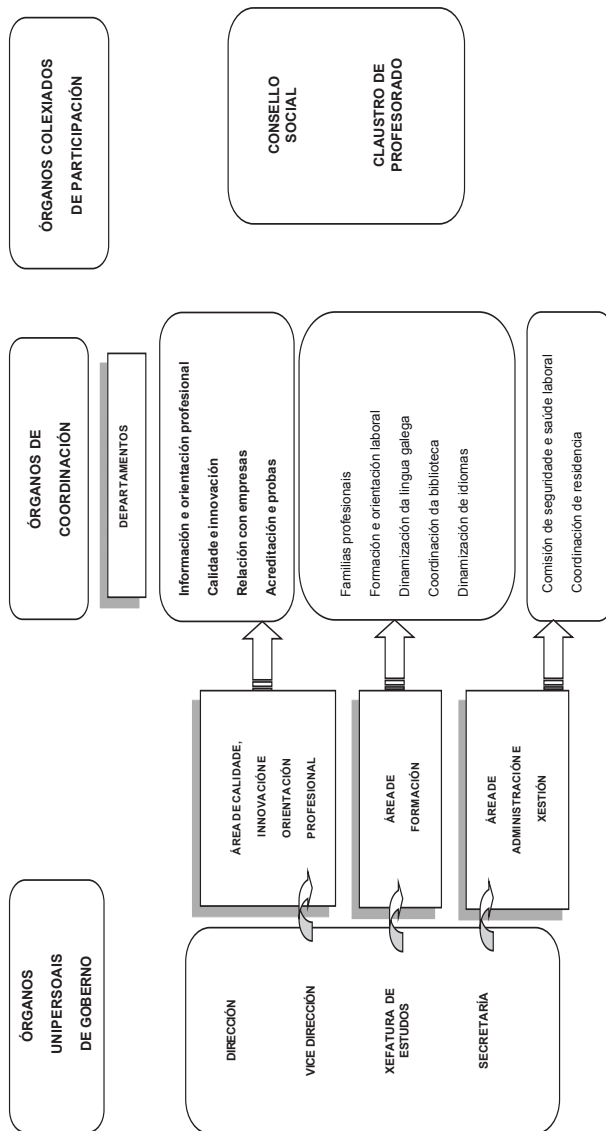 ÓRGANOS
UNIPERSOAIS
DE GOBERNO
DIRECCIÓN
VICE DIRECCIÓN
XEFATURA DE
ESTUDOS
SECRETARÍA
ÁREA DE CALIDADE,
INNOVACIÓN E
ORIENTACIÓN
PROFESIONAL
ÁREA DE
FORMACIÓN
ÁREA DE
ADMINISTRACIÓN E
XESTIÓN
ÓRGANOS DE
COORDINACIÓN
DEPARTAMENTOS
Información e orientación profesional
Calidade e innovación
Relación con empresas
Acreditación e probas
Familias profesionais
Formación e orientación laboral
Dinamización da lingua galega
Coordinación da biblioteca
Dinamización de idiomas
Comisión de seguridade e saúde laboral
Coordinación de residencia
ÓRGANOS COLEXIADOS
DE PARTICIPACIÓN
CONSELLO
SOCIAL
CLAUSTRO DE
PROFESORADO